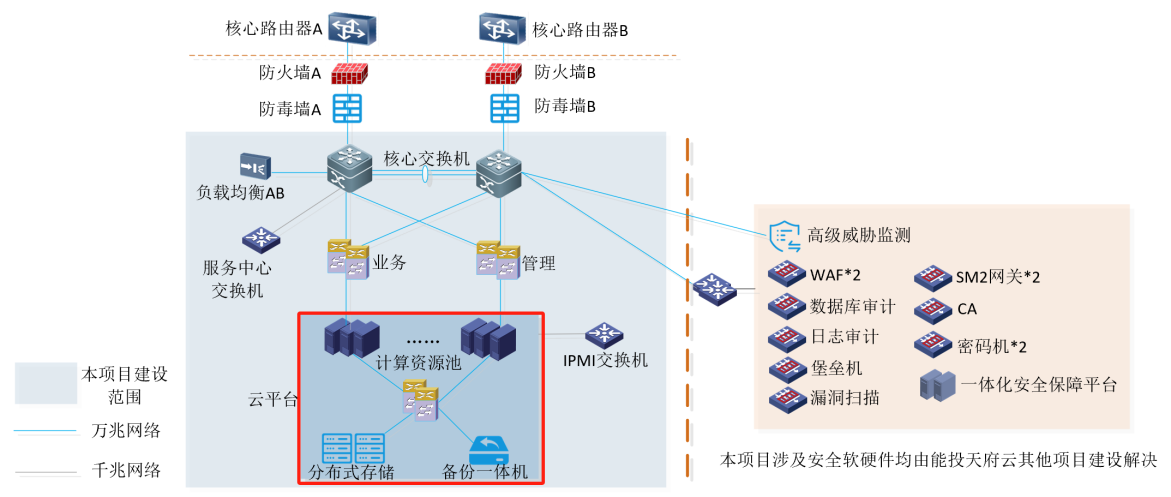 核心路由器A
核心路由器B
防火墙A
防火墙B
防毒墙A
防毒墙B
核心交换机
负载均衡AB
服务中心
交换机
业务
管理
高级威胁监测
WAF*2
SM2网关*2
数据库审计
CA
日志审计
密码机*2
堡垒机
一体化安全保障平台
漏洞扫描
......
计算资源池
IPMI交换机
云平台
分布式存储
备份一体机
本项目建设
范围
万兆网络
千兆网络
本项目涉及安全软硬件均由能投天府云其他项目建设解决